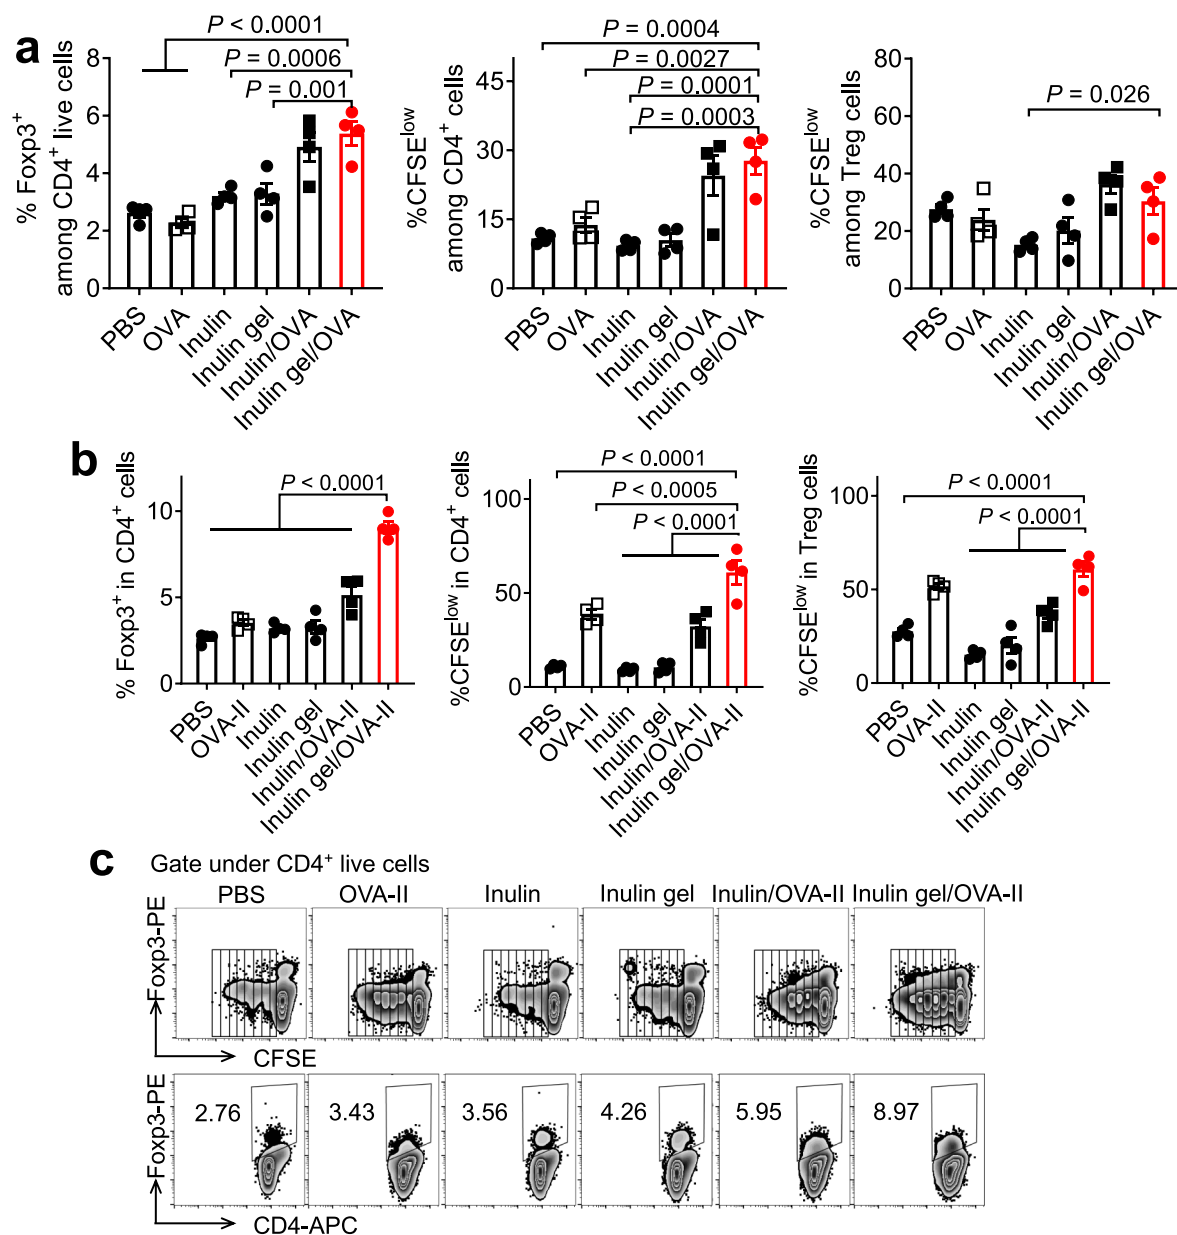 a
% Foxp3⁺
among CD4⁺ live cells
8
6
4
2
0
P < 0.0001
P = 0.0006
P = 0.001
PBS
OVA
Inulin
Inulin gel
Inulin/OVA
Inulin gel/OVA
%CFSE^low
among CD4⁺ cells
45
30
15
0
P = 0.0004
P = 0.0027
P = 0.0001
P = 0.0003
PBS
OVA
Inulin
Inulin gel
Inulin/OVA
Inulin gel/OVA
%CFSE^low
among Treg cells
80
60
40
20
0
P = 0.026
PBS
OVA
Inulin
Inulin gel
Inulin/OVA
Inulin gel/OVA
b
% Foxp3⁺ in CD4⁺ cells
10
5
0
P < 0.0001
PBS
OVA-II
Inulin
Inulin gel
Inulin/OVA-II
Inulin gel/OVA-II
%CFSE^low in CD4⁺ cells
100
50
0
P < 0.0001
P < 0.0005
P < 0.0001
PBS
OVA-II
Inulin
Inulin gel
Inulin/OVA-II
Inulin gel/OVA-II
%CFSE^low in Treg cells
100
50
0
P < 0.0001
P < 0.0001
PBS
OVA-II
Inulin
Inulin gel
Inulin/OVA-II
Inulin gel/OVA-II
c
Gate under CD4⁺ live cells
PBS OVA-II Inulin Inulin gel Inulin/OVA-II Inulin gel/OVA-II
Foxp3-PE
CFSE
Foxp3-PE
2.76 3.43 3.56 4.26 5.95 8.97
CD4-APC